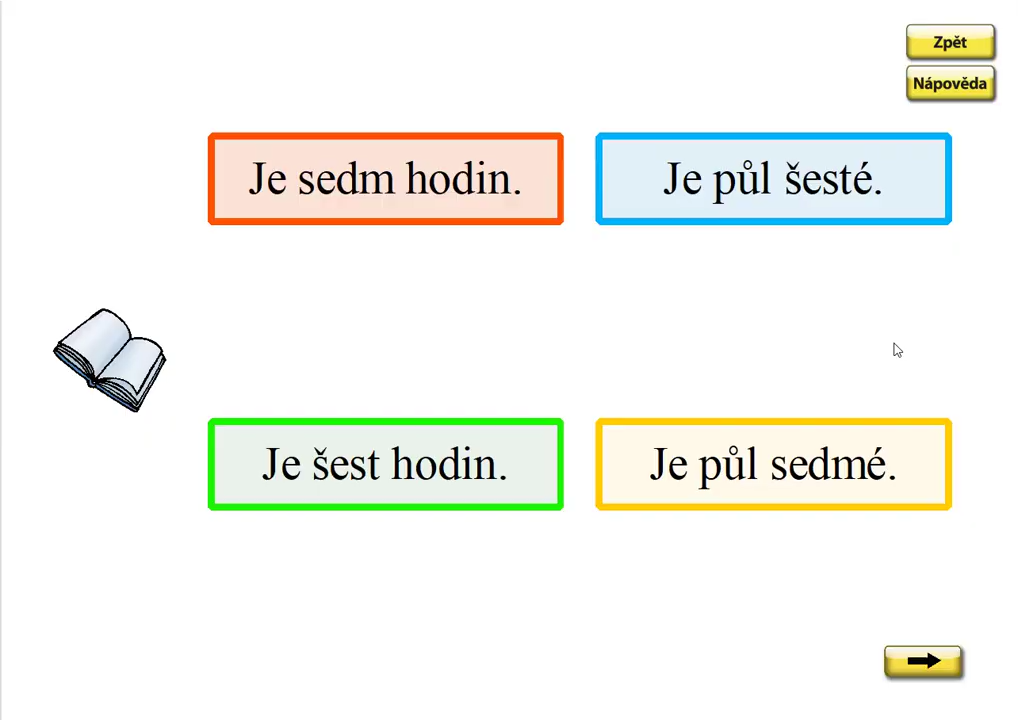 Zpět
Nápověda
Je sedm hodin.
Je půl šesté.
Je šest hodin.
Je půl sedmé.